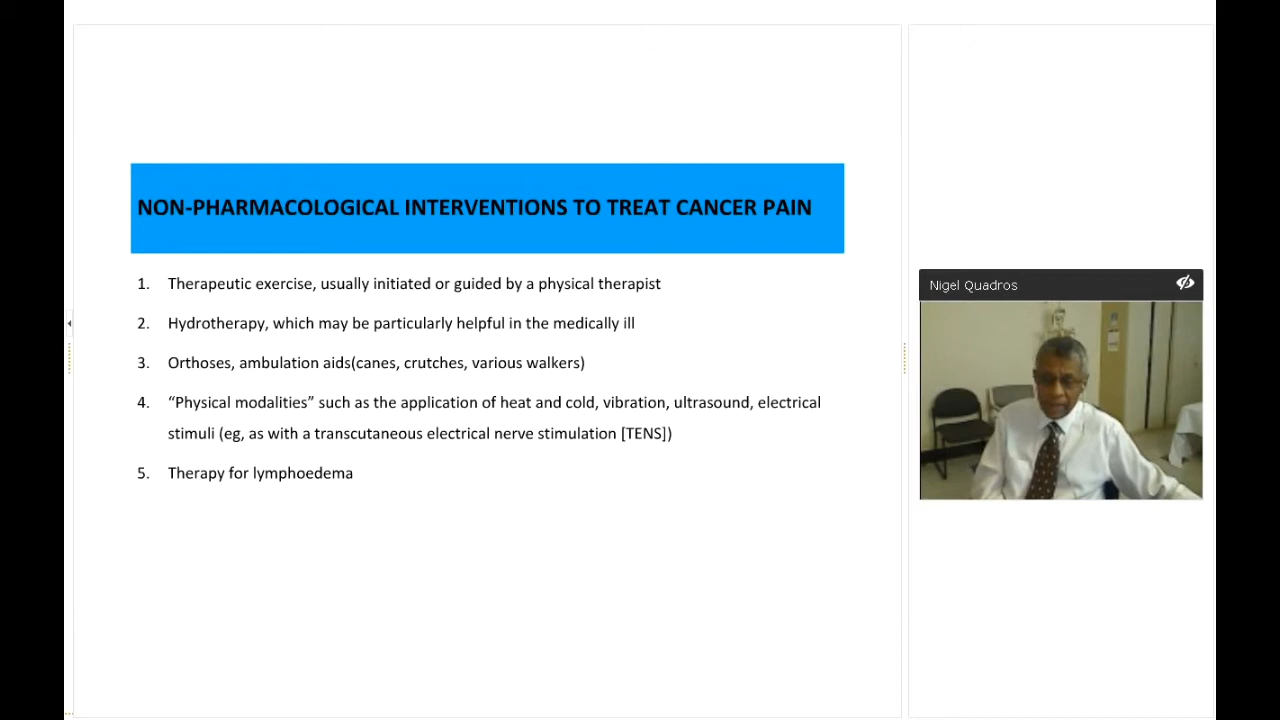 NON-PHARMACOLOGICAL INTERVENTIONS TO TREAT CANCER PAIN
1. Therapeutic exercise, usually initiated or guided by a physical therapist
2. Hydrotherapy, which may be particularly helpful in the medically ill
3. Orthoses, ambulation aids(canes, crutches, various walkers)
4. “Physical modalities” such as the application of heat and cold, vibration, ultrasound, electrical
stimuli (eg, as with a transcutaneous electrical nerve stimulation [TENS])
5. Therapy for lymphoedema
Nigel Quadros